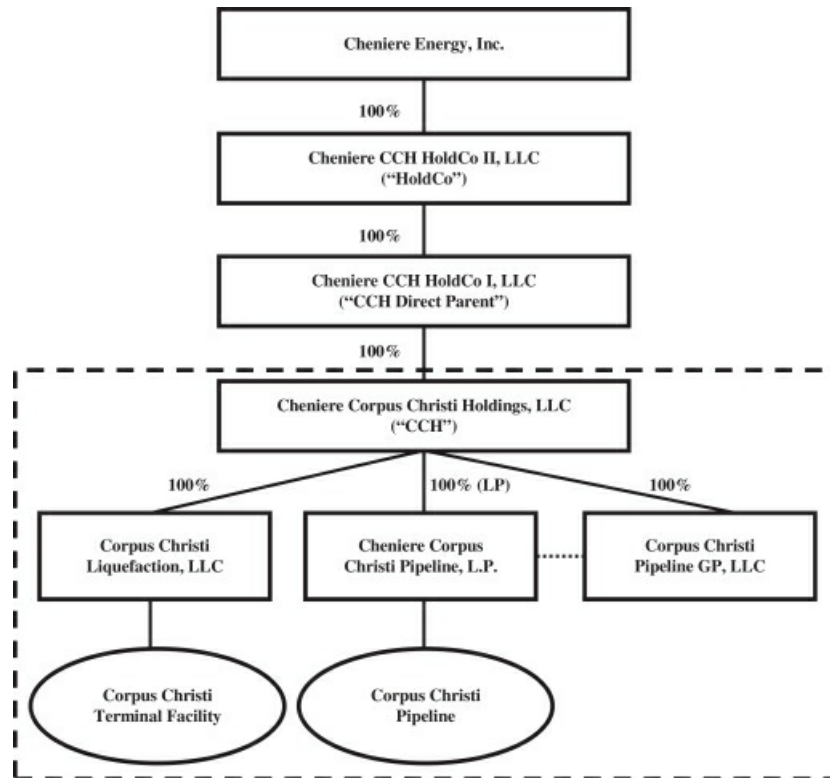 Cheniere Energy, Inc.
100%
Cheniere CCH HoldCo II, LLC
(“HoldCo”)
100%
Cheniere CCH HoldCo I, LLC
(“CCH Direct Parent”)
100%
Cheniere Corpus Christi Holdings, LLC
(“CCH”)
100%
100% (LP)
100%
Corpus Christi
Liquefaction, LLC
Cheniere Corpus
Christi Pipeline, L.P.
Corpus Christi
Pipeline GP, LLC
Corpus Christi
Terminal Facility
Corpus Christi
Pipeline